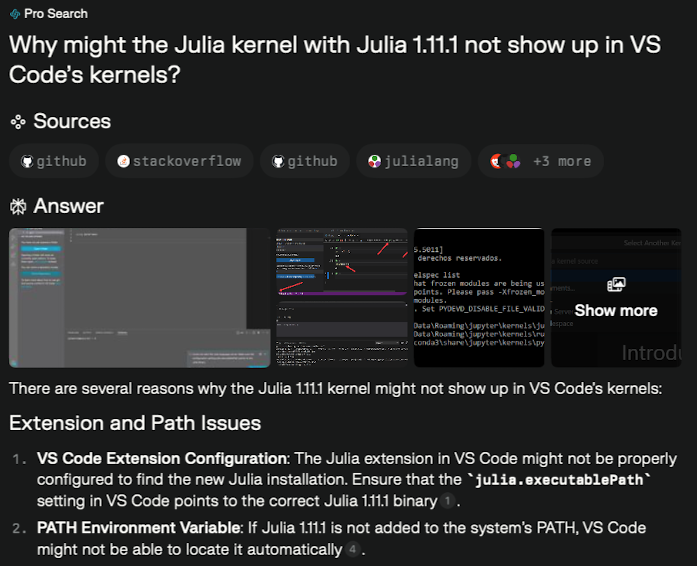 Pro Search
Why might the Julia kernel with Julia 1.11.1 not show up in VS
Code's kernels?
Sources
github
stackoverflow
github
julialang
+3 more
Answer
5.5011]
derechos reservados.
elspec list
hat frozen modules are being us
points. Please pass -Xfrozen_mo
modules.
. Set PYDEVD_DISABLE_FILE_VALID
Data\Roaming\jupyter\kernels\ju
Data\Roaming\jupyter\kernels\ru
conda3\share\jupyter\kernels\py
Select Another Ke
kernel source
Show more
Introdu
There are several reasons why the Julia 1.11.1 kernel might not show up in VS Code's kernels:
Extension and Path Issues
1. VS Code Extension Configuration: The Julia extension in VS Code might not be properly
configured to find the new Julia installation. Ensure that the `julia.executablePath`
setting in VS Code points to the correct Julia 1.11.1 binary 1 .
2. PATH Environment Variable: If Julia 1.11.1 is not added to the system's PATH, VS Code
might not be able to locate it automatically 4 .